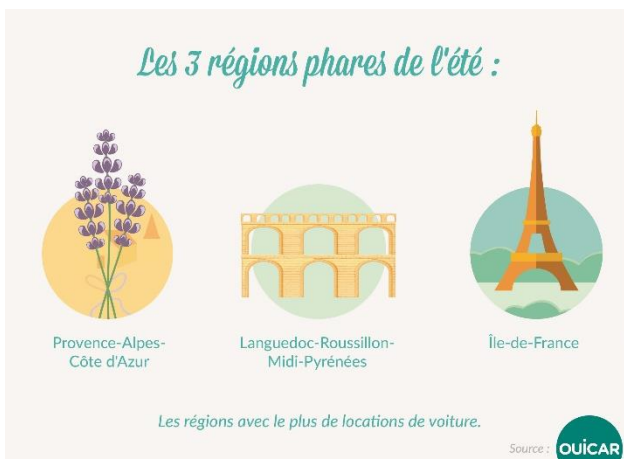 Les 3 régions phares de l'été :
Provence-Alpes-
Côte d'Azur
Languedoc-Roussillon-
Midi-Pyrénées
Île-de-France
Les régions avec le plus de locations de voiture.
Source : OUICAR